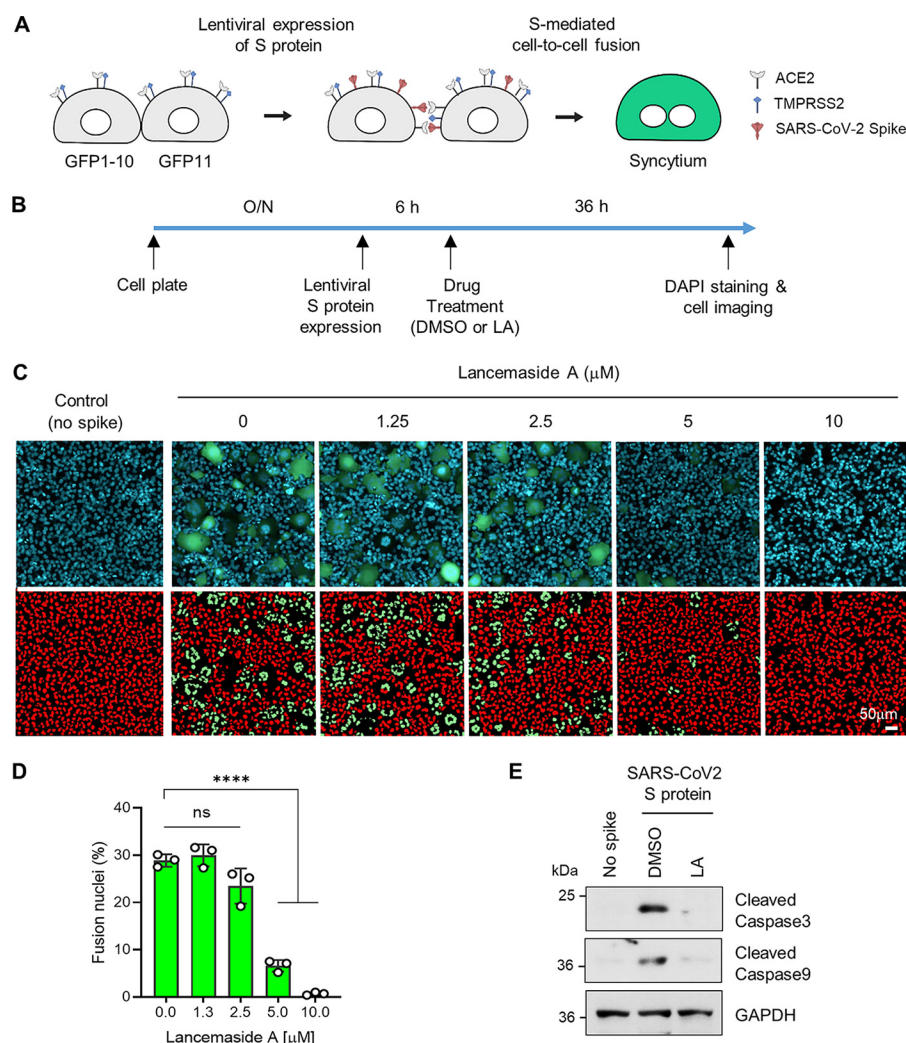 A
Lentiviral expression
of S protein
S-mediated
cell-to-cell fusion
GFP1-10
GFP11
Syncytium
ACE2
TMPRSS2
SARS-CoV-2 Spike
B
O/N
6 h
36 h
Cell plate
Lentiviral
S protein
expression
Drug
Treatment
(DMSO or LA)
DAPI staining &
cell imaging
C
Lancemaside A (μM)
Control
(no spike)
0
1.25
2.5
5
10
50μm
D
****
ns
Fusion nuclei (%)
40
30
20
10
0
0.0
1.3
2.5
5.0
10.0
Lancemaside A [μM]
E
SARS-CoV2
S protein
No spike
DMSO
LA
kDa
25
Cleaved
Caspase3
36
Cleaved
Caspase9
36
GAPDH